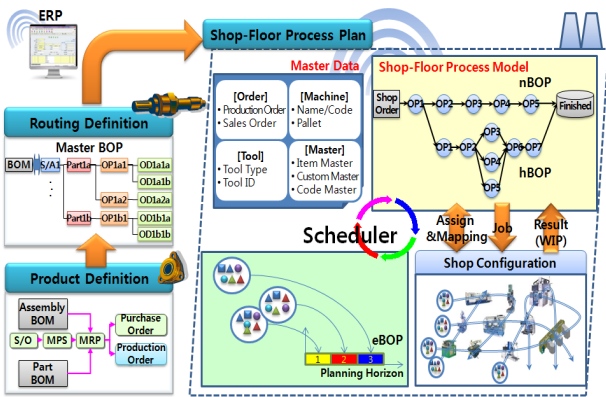 ERP
Shop-Floor Process Plan
Master Data
[Order]
• Production Order
• Sales Order
[Machine]
• Name/Code
• Pallet
[Tool]
• Tool Type
• Tool ID
[Master]
• Item Master
• Custom Master
• Code Master
Shop-Floor Process Model
nBOP
Shop
Order
OP1
OP2
OP3
OP4
OP5
Finished
OP1
OP2
OP3
OP4
OP5
OP6
OP7
hBOP
Routing Definition
Master BOP
BOM
S/A1
Part1a
OP1a1
OD1a1a
OD1a1b
OP1a2
OD1a2a
Part1b
OP1b1
OD1b1a
OD1b1b
Product Definition
Assembly
BOM
S/O
MPS
MRP
Purchase
Order
Production
Order
Part
BOM
Scheduler
Assign
&Mapping
Job
Result
(WIP)
eBOP
1
2
3
Planning Horizon
Shop Configuration